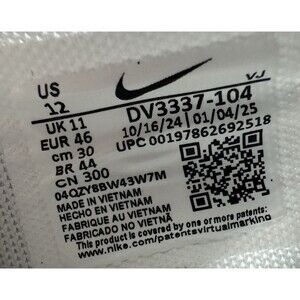 US
12
VJ
UK 11
DV3337-104
EUR 46
10/16/24 01/04/25
cm 30
UPC 00197862692518
BR 44
CN 300
04QZY8BW43W7M
MADE IN VIETNAM
HECHO EN VIETNAM
FABRIQUE AU VIETNAM
FABRICADO NO VIETNAM
This product is covered by one or more patents:
www.nike.com/patentsvirtualmarking